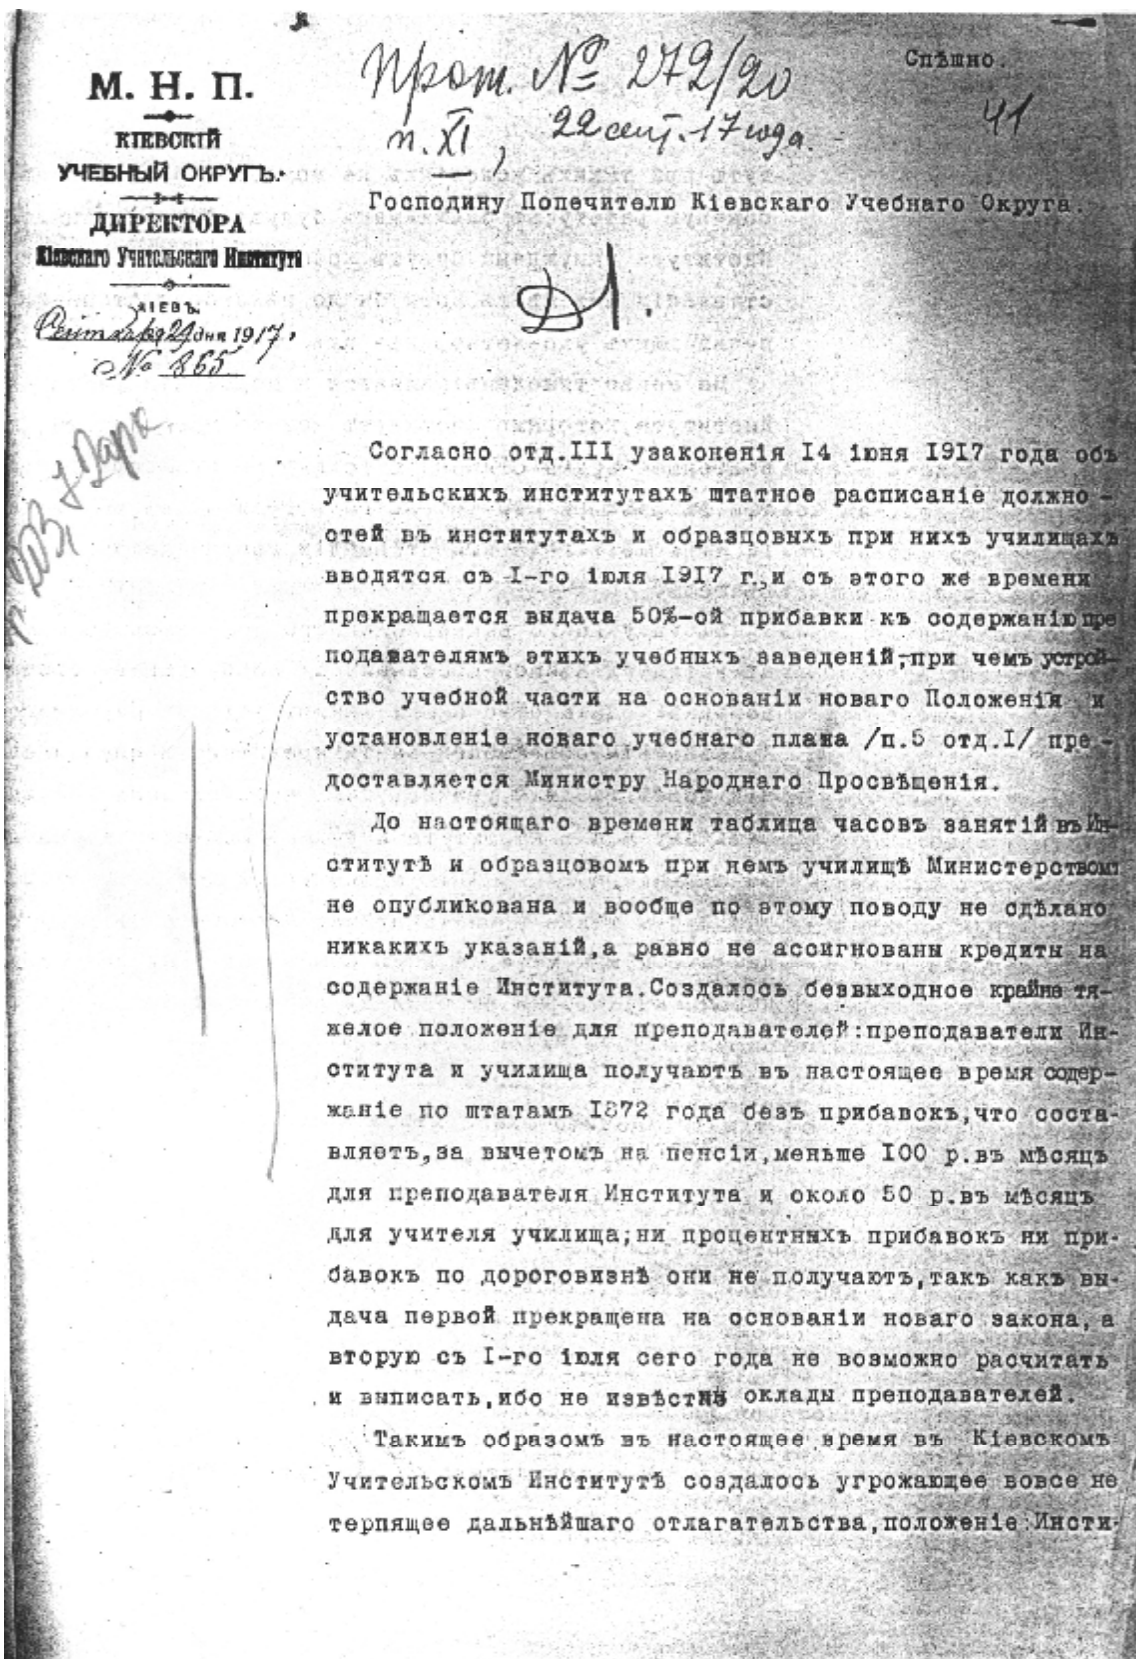 М. Н. П.
КІЕВСКІЙ
УЧЕБНЫЙ ОКРУГЪ.
ДИРЕКТОРА
Кіевскаго Учительскаго Института
КІЕВЪ.
Сентября дня 1917,
№ 865
Прот. № 272/20
п. XI, 22 сент. 17 года.
Спѣшно.
41
Господину Попечителю Кіевскаго Учебнаго Округа.
Согласно отд.III узаконенія I4 іюня I9I7 года объ
учительскихъ институтахъ штатное расписаніе должно -
стей въ институтахъ и образцовыхъ при нихъ училищахъ
вводятся съ I-го іюля I9I7 г.,и съ этого же времени
прекращается выдача 50%-ой прибавки къ содержанію пре
подавателямъ этихъ учебныхъ заведеній,-при чемъ устрой-
ство учебной части на основаніи новаго Положенія и
установленіе новаго учебнаго плана /п.5 отд.I/ пре -
доставляется Министру Народнаго Просвѣщенія.
До настоящаго времени таблица часовъ занятій въ Ин-
ститутѣ и образцовомъ при немъ училищѣ Министерствомъ
не опубликована и вообще по этому поводу не сдѣлано
никакихъ указаній,а равно не ассигнованы кредиты на
содержаніе Института.Создалось безвыходное крайне тя-
желое положеніе для преподавателей:преподаватели Ин-
ститута и училища получаютъ въ настоящее время содер-
жаніе по штатамъ I872 года безъ прибавокъ,что соста-
вляетъ,за вычетомъ на пенсіи,меньше I00 р.въ мѣсяцъ
для преподавателя Института и около 50 р.въ мѣсяцъ
для учителя училища;ни процентныхъ прибавокъ ни при-
бавокъ по дороговизнѣ они не получаютъ,такъ какъ вы-
дача первой прекращена на основаніи новаго закона,а
вторую съ I-го іюля сего года не возможно расчитать
и выписать,ибо не извѣстны оклады преподавателей.
Такимъ образомъ въ настоящее время въ Кіевскомъ
Учительскомъ Институтѣ создалось угрожающее вовсе не
терпящее дальнѣйшаго отлагательства,положеніе:Инсти-